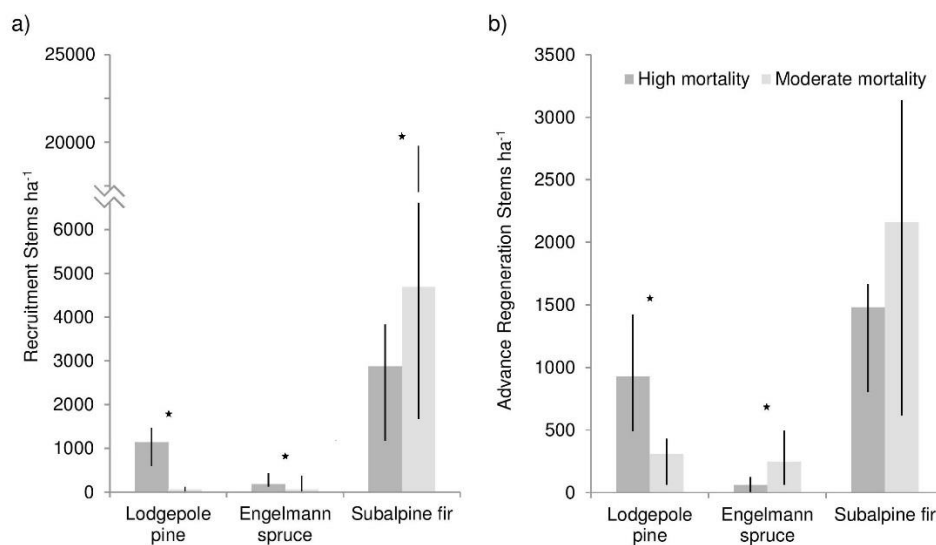 a)
25000
20000
6000
5000
4000
3000
2000
1000
0
Recruitment Stems ha-1
Lodgepole
pine
Engelmann
spruce
Subalpine fir
b)
3500
3000
2500
2000
1500
1000
500
0
Advance Regeneration Stems ha-1
High mortality
Moderate mortality
Lodgepole
pine
Engelmann
spruce
Subalpine fir